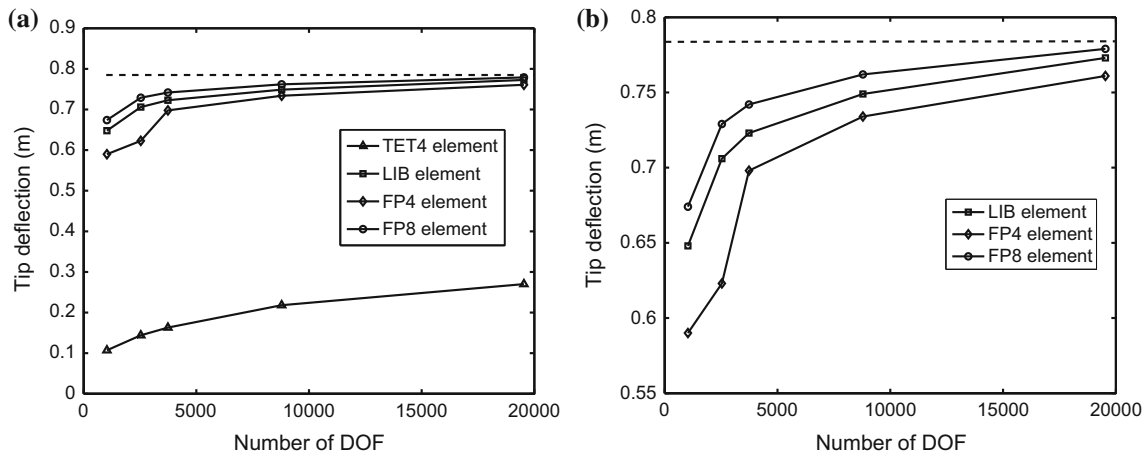 (a)
0.9
0.8
0.7
0.6
0.5
0.4
0.3
0.2
0.1
0
Tip deflection (m)
TET4 element
LIB element
FP4 element
FP8 element
0
5000
10000
15000
20000
Number of DOF
(b)
0.8
0.75
0.7
0.65
0.6
0.55
Tip deflection (m)
LIB element
FP4 element
FP8 element
0
5000
10000
15000
20000
Number of DOF